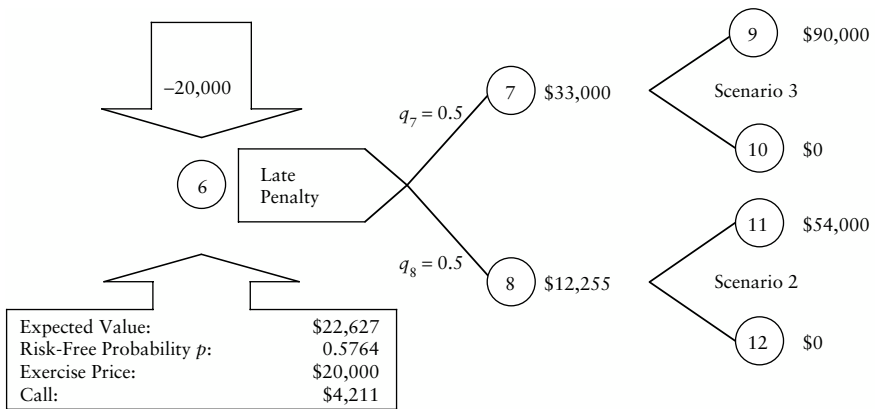 −20,000
6
Late
Penalty
q7 = 0.5
q8 = 0.5
7 $33,000
8 $12,255
9 $90,000
Scenario 3
10 $0
11 $54,000
Scenario 2
12 $0
Expected Value: $22,627
Risk-Free Probability p: 0.5764
Exercise Price: $20,000
Call: $4,211